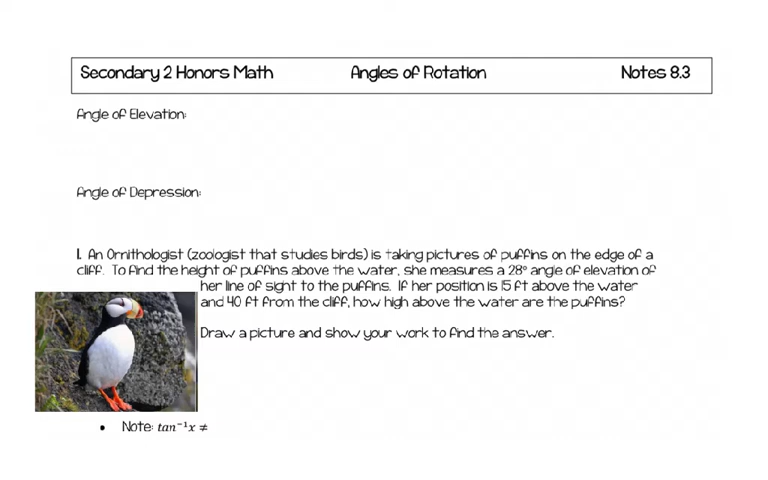 Secondary 2 Honors Math Angles of Rotation Notes 8.3
Angle of Elevation:
Angle of Depression:
1. An Ornithologist (zoologist that studies birds) is taking pictures of puffins on the edge of a
cliff. To find the height of puffins above the water, she measures a 28° angle of elevation of
her line of sight to the puffins. If her position is 15 ft above the water
and 40 ft from the cliff, how high above the water are the puffins?
Draw a picture and show your work to find the answer.
• Note: tan⁻¹x ≠